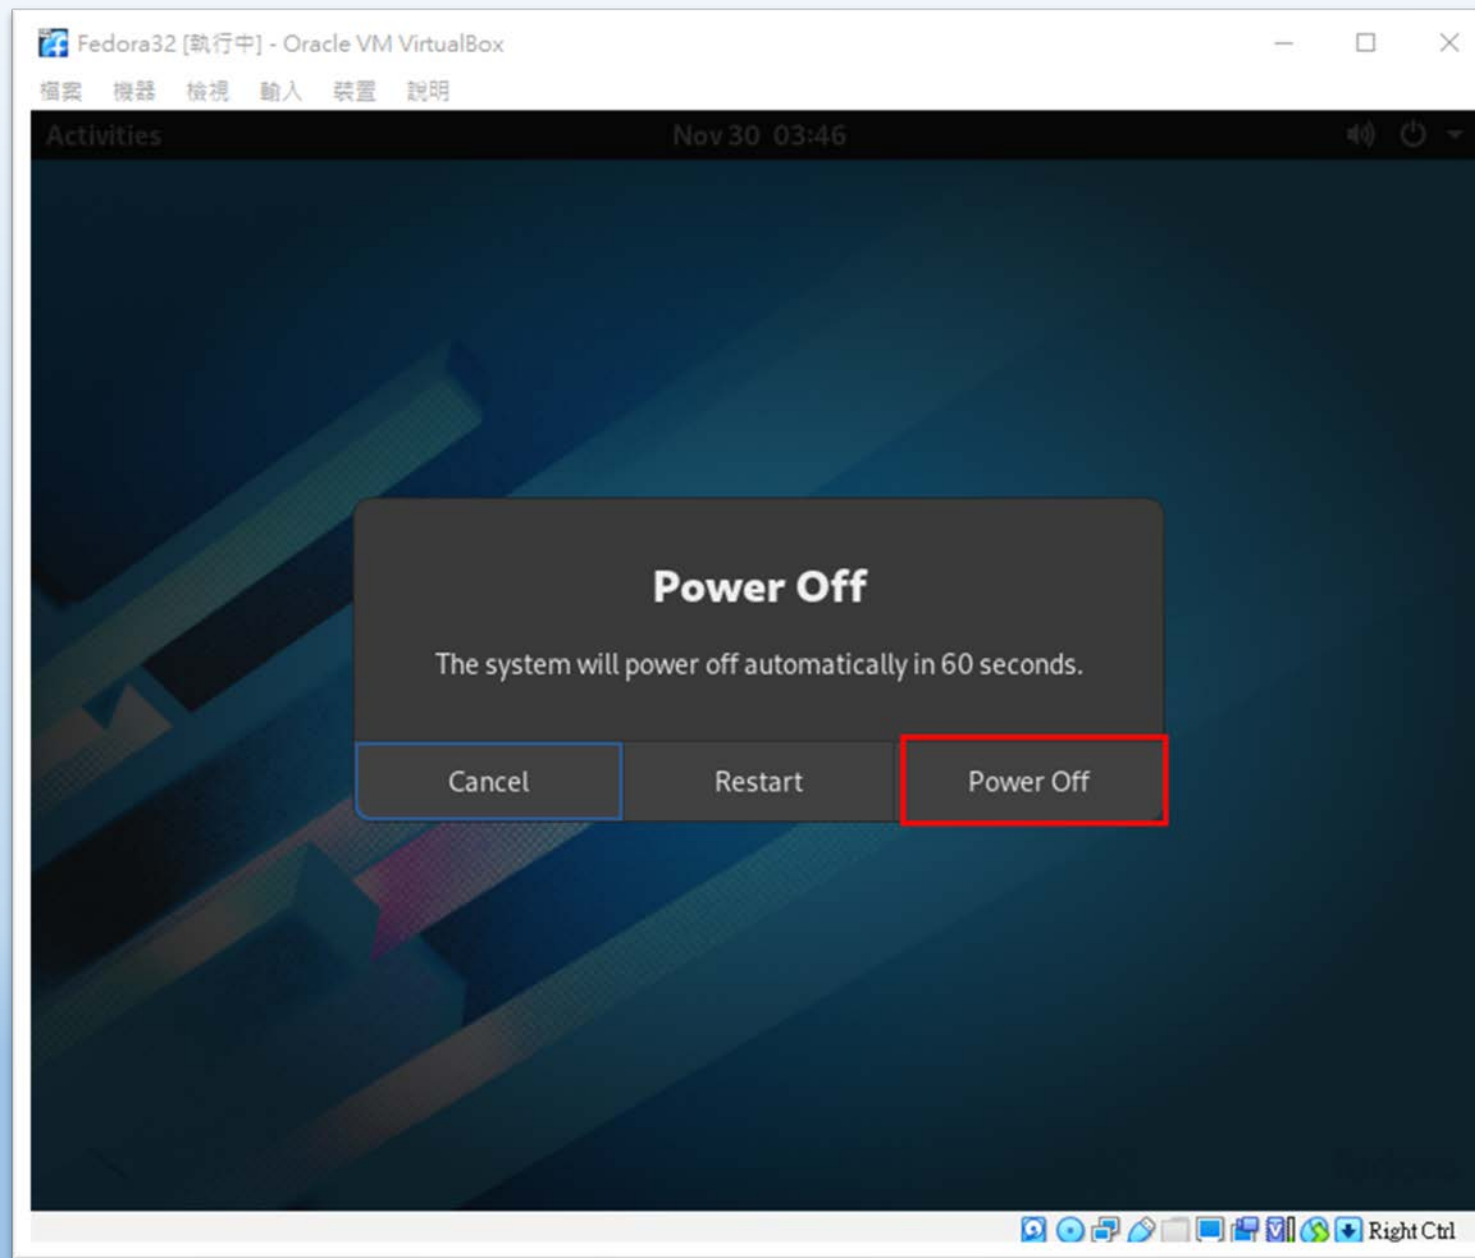 Fedora32 [執行中] - Oracle VM VirtualBox
檔案 機器 檢視 輸入 裝置 說明
Activities Nov 30 03:46
Power Off
The system will power off automatically in 60 seconds.
Cancel Restart Power Off
Right Ctrl